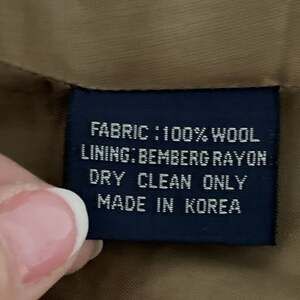 FABRIC : 100% WOOL
LINING: BEMBERG RAYON
DRY CLEAN ONLY
MADE IN KOREA